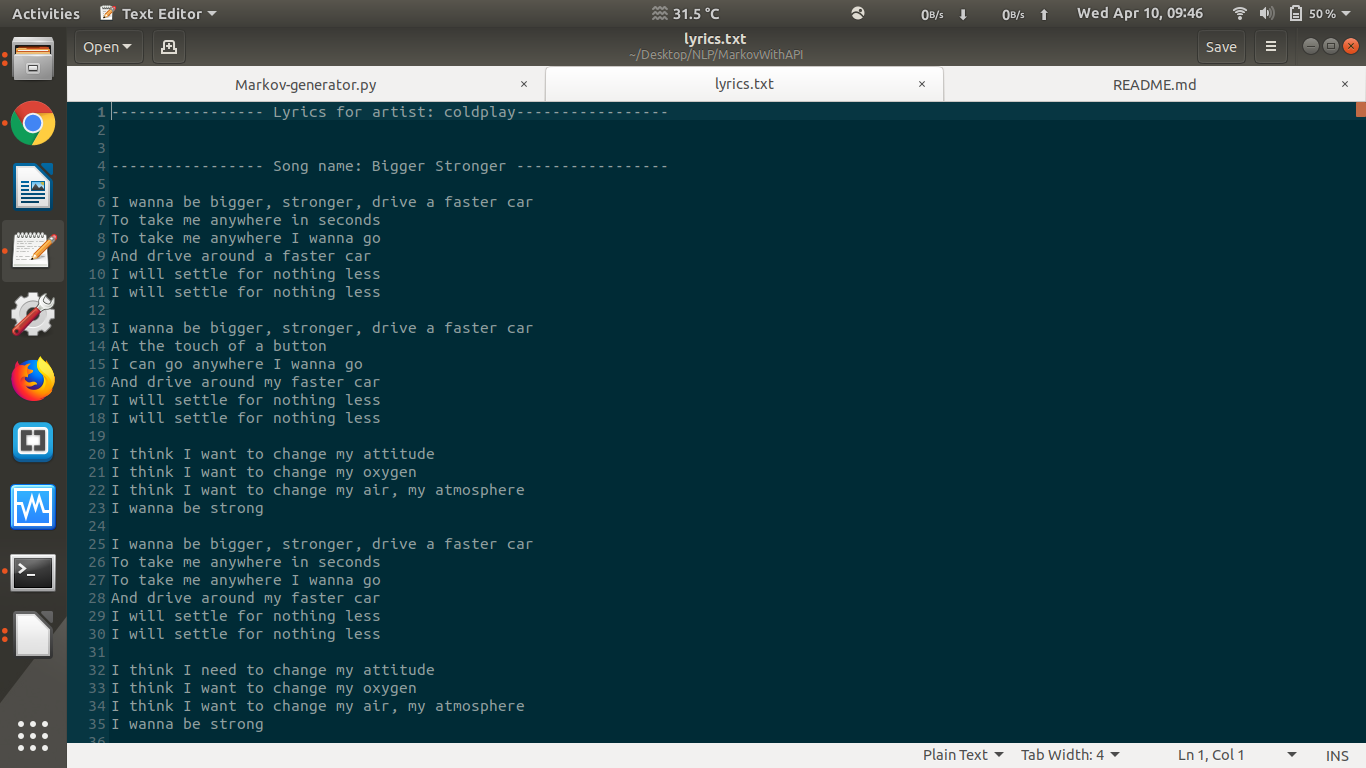 Activities Text Editor 31.5 °C 0B/s 0B/s Wed Apr 10, 09:46 50 %
Open lyrics.txt Save
~/Desktop/NLP/MarkovWithAPI
Markov-generator.py × lyrics.txt × README.md ×
1 ----------------- Lyrics for artist: coldplay-----------------
2
3
4 ----------------- Song name: Bigger Stronger -----------------
5
6 I wanna be bigger, stronger, drive a faster car
7 To take me anywhere in seconds
8 To take me anywhere I wanna go
9 And drive around a faster car
10 I will settle for nothing less
11 I will settle for nothing less
12
13 I wanna be bigger, stronger, drive a faster car
14 At the touch of a button
15 I can go anywhere I wanna go
16 And drive around my faster car
17 I will settle for nothing less
18 I will settle for nothing less
19
20 I think I want to change my attitude
21 I think I want to change my oxygen
22 I think I want to change my air, my atmosphere
23 I wanna be strong
24
25 I wanna be bigger, stronger, drive a faster car
26 To take me anywhere in seconds
27 To take me anywhere I wanna go
28 And drive around my faster car
29 I will settle for nothing less
30 I will settle for nothing less
31
32 I think I need to change my attitude
33 I think I want to change my oxygen
34 I think I want to change my air, my atmosphere
35 I wanna be strong
36
Plain Text Tab Width: 4 Ln 1, Col 1 INS